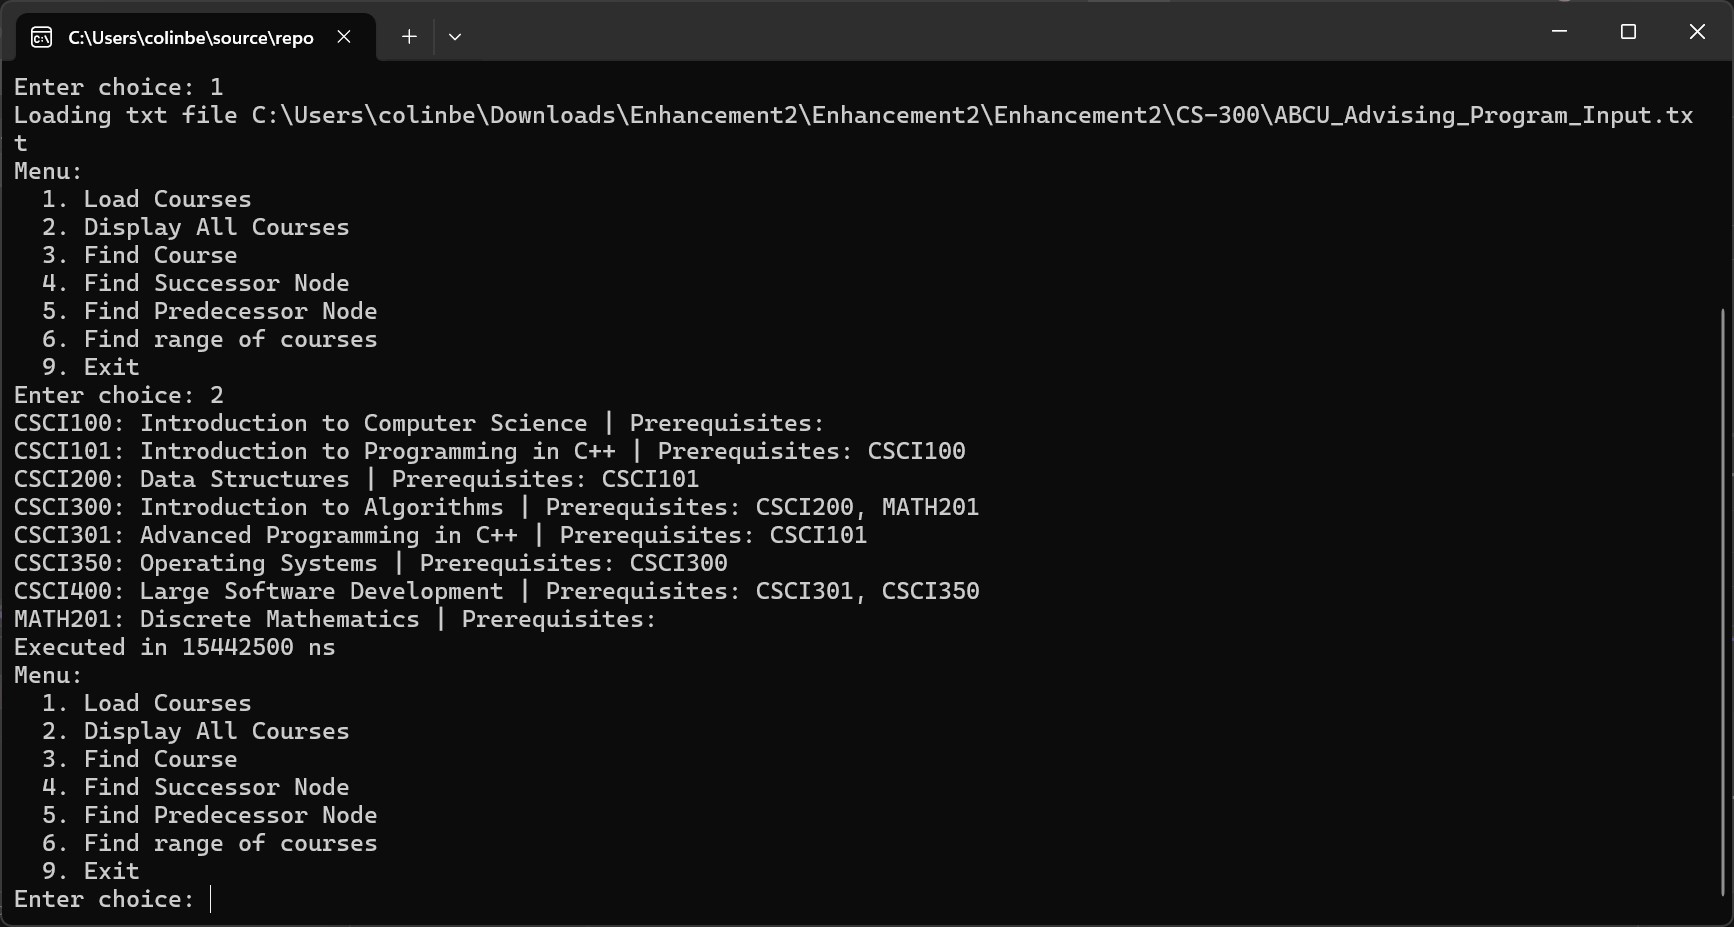 C:\Users\colinbe\source\repo
Enter choice: 1
Loading txt file C:\Users\colinbe\Downloads\Enhancement2\Enhancement2\Enhancement2\CS-300\ABCU_Advising_Program_Input.tx
t
Menu:
  1. Load Courses
  2. Display All Courses
  3. Find Course
  4. Find Successor Node
  5. Find Predecessor Node
  6. Find range of courses
  9. Exit
Enter choice: 2
CSCI100: Introduction to Computer Science | Prerequisites:
CSCI101: Introduction to Programming in C++ | Prerequisites: CSCI100
CSCI200: Data Structures | Prerequisites: CSCI101
CSCI300: Introduction to Algorithms | Prerequisites: CSCI200, MATH201
CSCI301: Advanced Programming in C++ | Prerequisites: CSCI101
CSCI350: Operating Systems | Prerequisites: CSCI300
CSCI400: Large Software Development | Prerequisites: CSCI301, CSCI350
MATH201: Discrete Mathematics | Prerequisites:
Executed in 15442500 ns
Menu:
  1. Load Courses
  2. Display All Courses
  3. Find Course
  4. Find Successor Node
  5. Find Predecessor Node
  6. Find range of courses
  9. Exit
Enter choice: